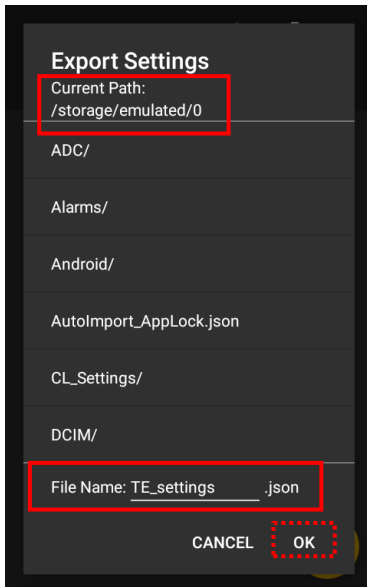 Export Settings
Current Path:
/storage/emulated/0
ADC/
Alarms/
Android/
AutoImport_AppLock.json
CL_Settings/
DCIM/
File Name: TE_settings .json
CANCEL OK